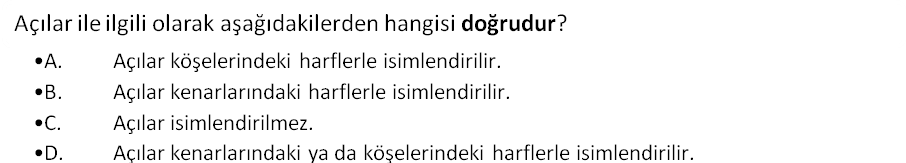 Açılar ile ilgili olarak aşağıdakilerden hangisi doğrudur?
•A. Açılar köşelerindeki harflerle isimlendirilir.
•B. Açılar kenarlarındaki harflerle isimlendirilir.
•C. Açılar isimlendirilmez.
•D. Açılar kenarlarındaki ya da köşelerindeki harflerle isimlendirilir.